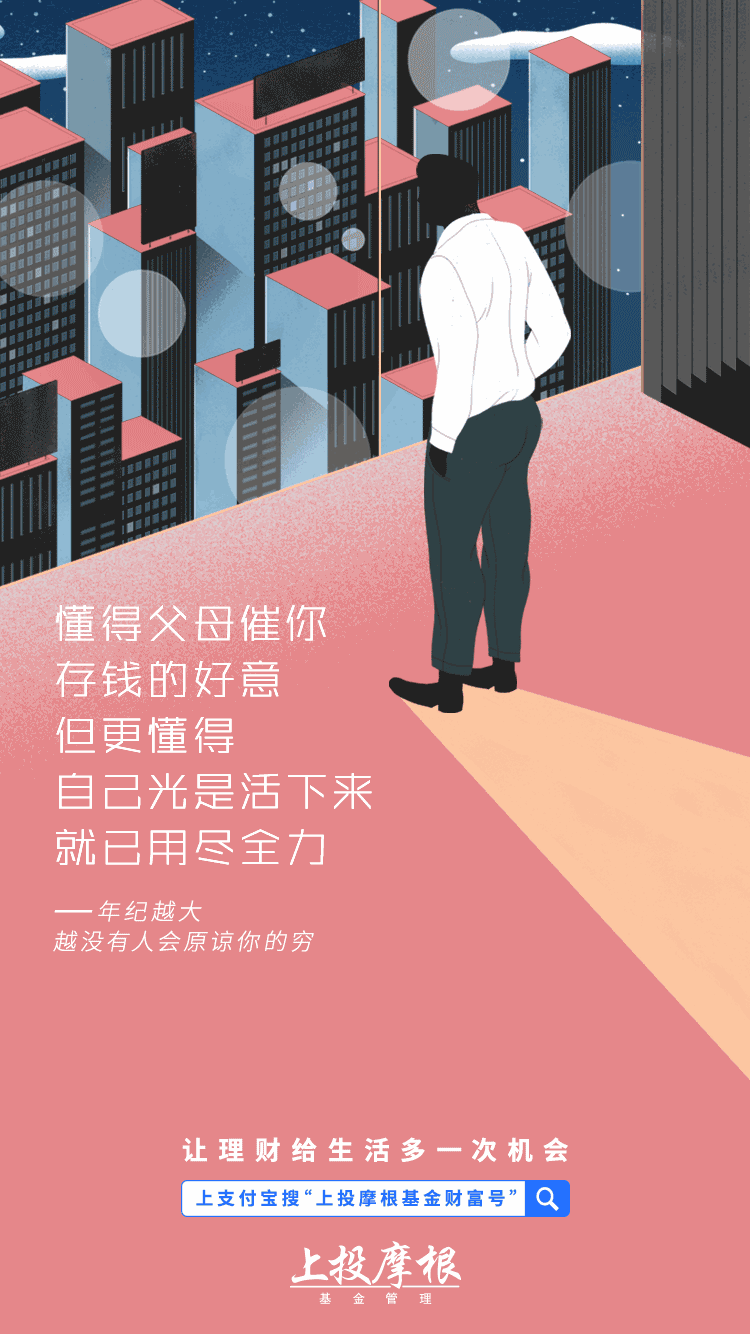 懂得父母催你
存钱的好意
但更懂得
自己光是活下来
就已用尽全力
——年纪越大
越没有人会原谅你的穷
让理财给生活多一次机会
上支付宝搜“上投摩根基金财富号”
上投摩根
基金管理